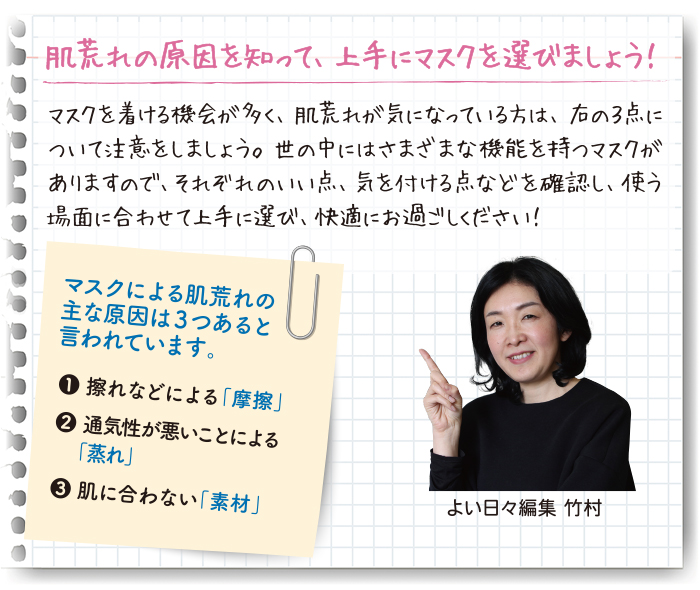 肌荒れの原因を知って、上手にマスクを選びましょう！
マスクを着ける機会が多く、肌荒れが気になっている方は、右の3点に
ついて注意をしましょう。世の中にはさまざまな機能を持つマスクが
ありますので、それぞれのいい点、気を付ける点などを確認し、使う
場面に合わせて上手に選び、快適にお過ごしください！
マスクによる肌荒れの
主な原因は３つあると
言われています。
❶ 擦れなどによる「摩擦」
❷ 通気性が悪いことによる
「蒸れ」
❸ 肌に合わない「素材」
よい日々編集 竹村